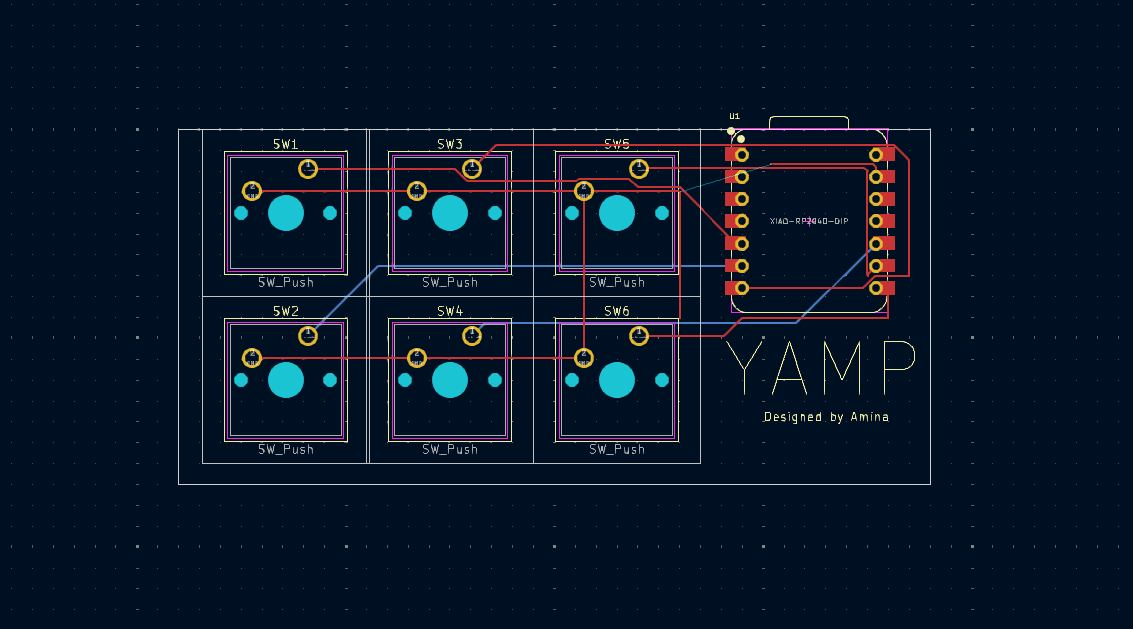 U1
SW1
SW3
SW5
1
1
1
2
2
2
XIAO-RP2040-DIP
SW_Push
SW_Push
SW_Push
SW2
SW4
SW6
1
1
1
2
2
2
YAMP
Designed by Amina
SW_Push
SW_Push
SW_Push